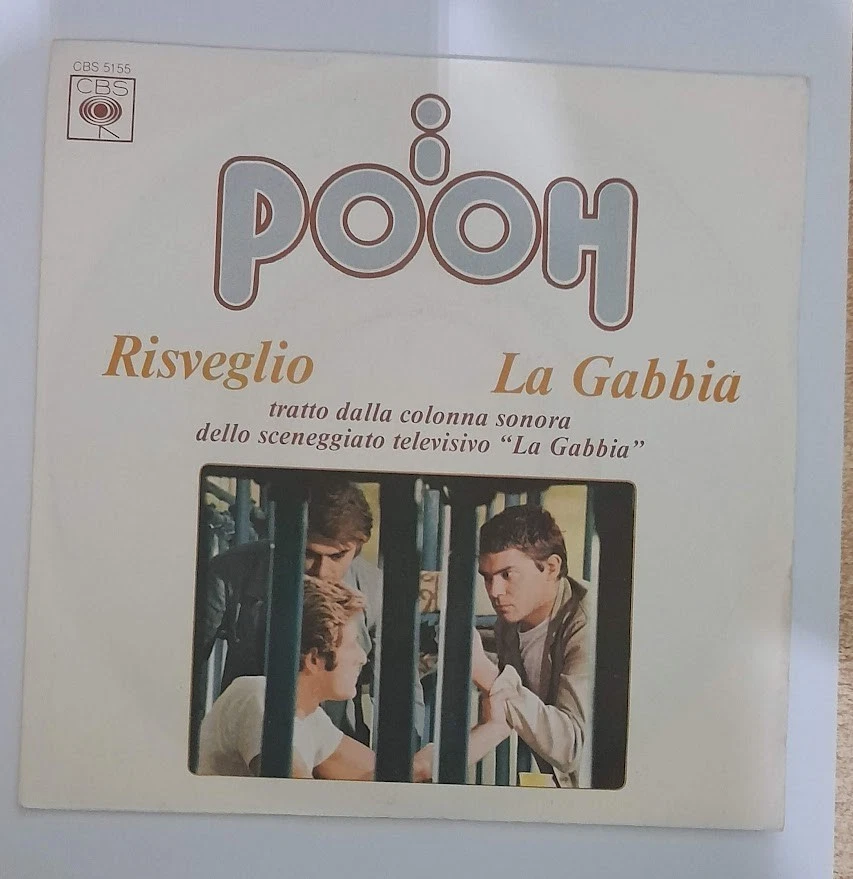 CBS 5155
CBS
i
POOH
Risveglio
La Gabbia
tratto dalla colonna sonora
dello sceneggiato televisivo “La Gabbia”